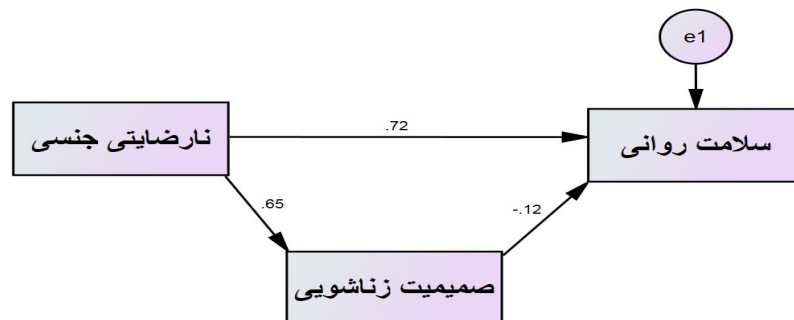 e1
.72
نارضایتی جنسی
سلامت روانی
.65
-.12
صمیمیت زناشویی